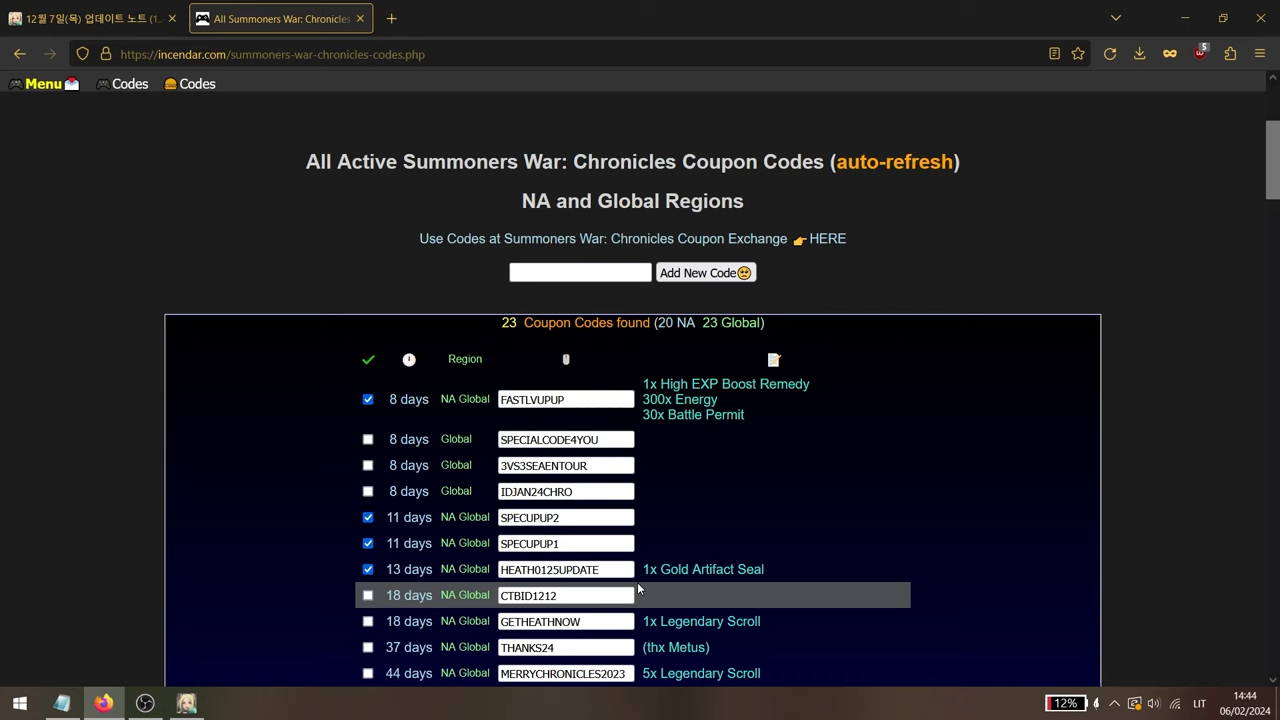 12월 7일(목) 업데이트 노트 (1.
All Summoners War: Chronicles
https://incendar.com/summoners-war-chronicles-codes.php
5
Menu Codes Codes
All Active Summoners War: Chronicles Coupon Codes (auto-refresh)
NA and Global Regions
Use Codes at Summoners War: Chronicles Coupon Exchange HERE
Add New Code
23 Coupon Codes found (20 NA 23 Global)
Region
8 days NA Global FASTLVUPUP 1x High EXP Boost Remedy
300x Energy
30x Battle Permit
8 days Global SPECIALCODE4YOU
8 days Global 3VS3SEAENTOUR
8 days Global IDJAN24CHRO
11 days NA Global SPECUPUP2
11 days NA Global SPECUPUP1
13 days NA Global HEATH0125UPDATE 1x Gold Artifact Seal
18 days NA Global CTBID1212
18 days NA Global GETHEATHNOW 1x Legendary Scroll
37 days NA Global THANKS24 (thx Metus)
44 days NA Global MERRYCHRONICLES2023 5x Legendary Scroll
12% LIT 14:44
06/02/2024